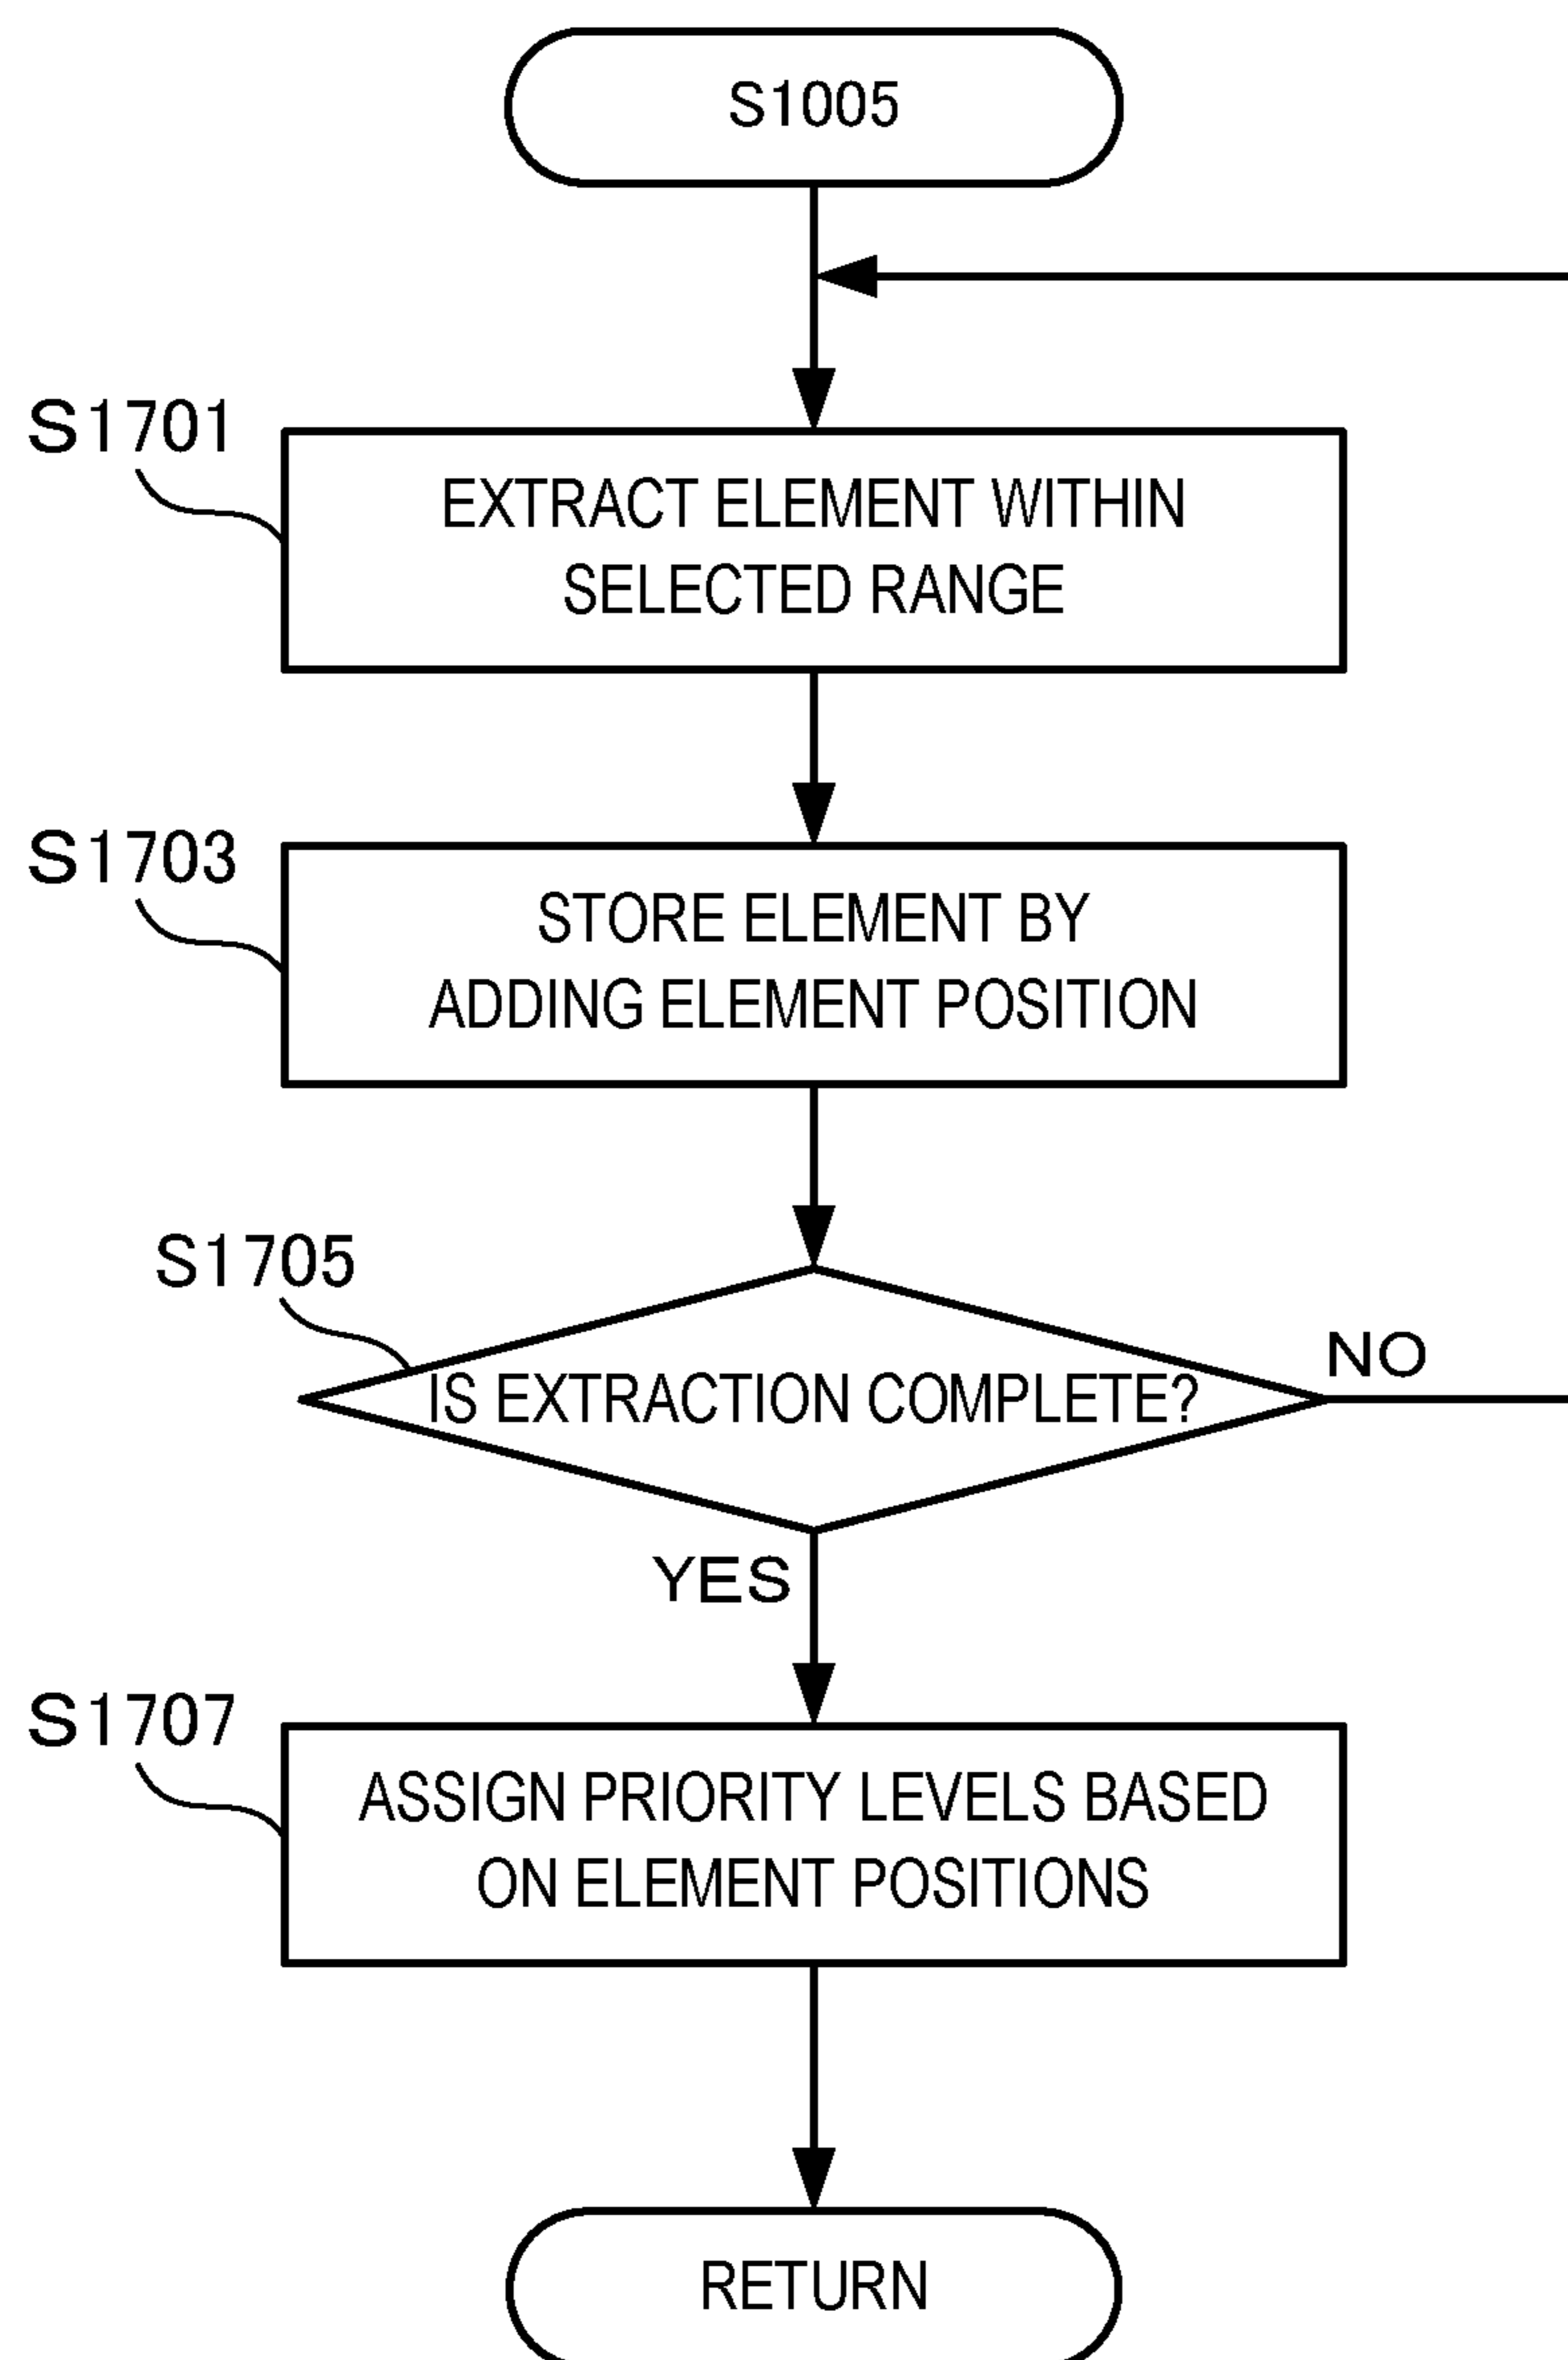 S1005
S1701
EXTRACT ELEMENT WITHIN
SELECTED RANGE
S1703
STORE ELEMENT BY
ADDING ELEMENT POSITION
S1705
NO
IS EXTRACTION COMPLETE?
YES
S1707
ASSIGN PRIORITY LEVELS BASED
ON ELEMENT POSITIONS
RETURN